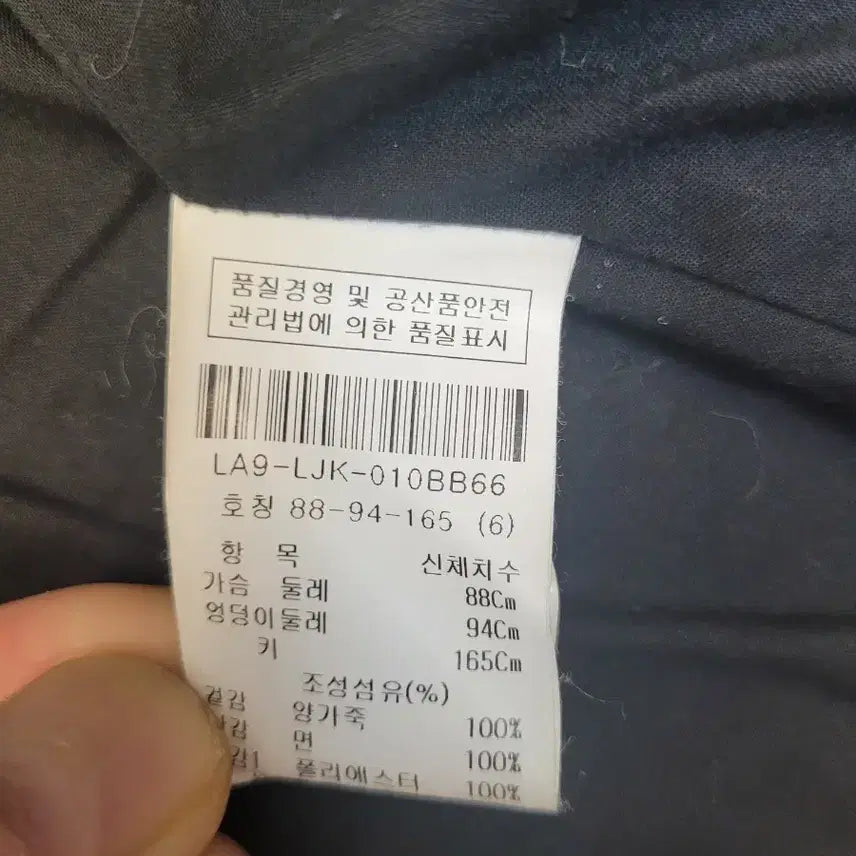 품질경영 및 공산품안전
관리법에 의한 품질표시
LA9-LJK-010BB66
호칭 88-94-165 (6)
항 목 신체치수
가슴 둘레 88Cm
엉덩이둘레 94Cm
키 165Cm
조성섬유(%)
겉감 양가죽 100%
면 100%
폴리에스터 100%